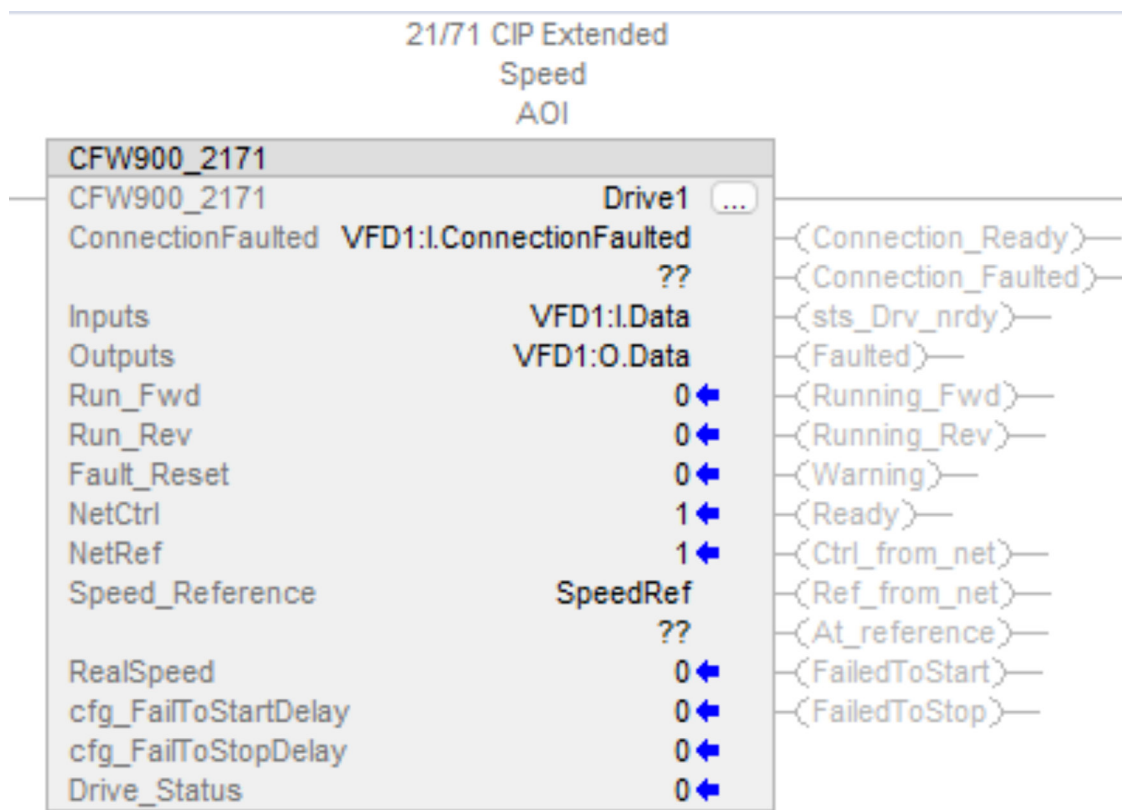 21/71 CIP Extended
Speed
AOI
CFW900_2171
CFW900_2171 Drive1 ...
ConnectionFaulted VFD1:I.ConnectionFaulted (Connection_Ready)
?? (Connection_Faulted)
Inputs VFD1:I.Data (sts_Drv_nrdy)
Outputs VFD1:O.Data (Faulted)
Run_Fwd 0 (Running_Fwd)
Run_Rev 0 (Running_Rev)
Fault_Reset 0 (Warning)
NetCtrl 1 (Ready)
NetRef 1 (Ctrl_from_net)
Speed_Reference SpeedRef (Ref_from_net)
?? (At_reference)
RealSpeed 0 (FailedToStart)
cfg_FailToStartDelay 0 (FailedToStop)
cfg_FailToStopDelay 0
Drive_Status 0